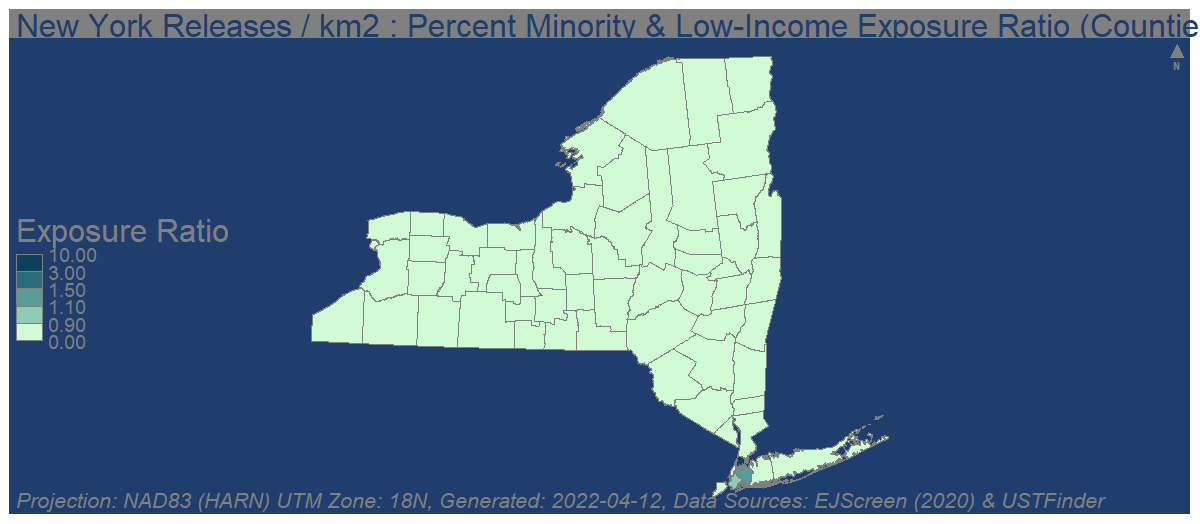 New York Releases / km2 : Percent Minority & Low-Income Exposure Ratio (Countie
N
Exposure Ratio
10.00
3.00
1.50
1.10
0.90
0.00
Projection: NAD83 (HARN) UTM Zone: 18N, Generated: 2022-04-12, Data Sources: EJScreen (2020) & USTFinder